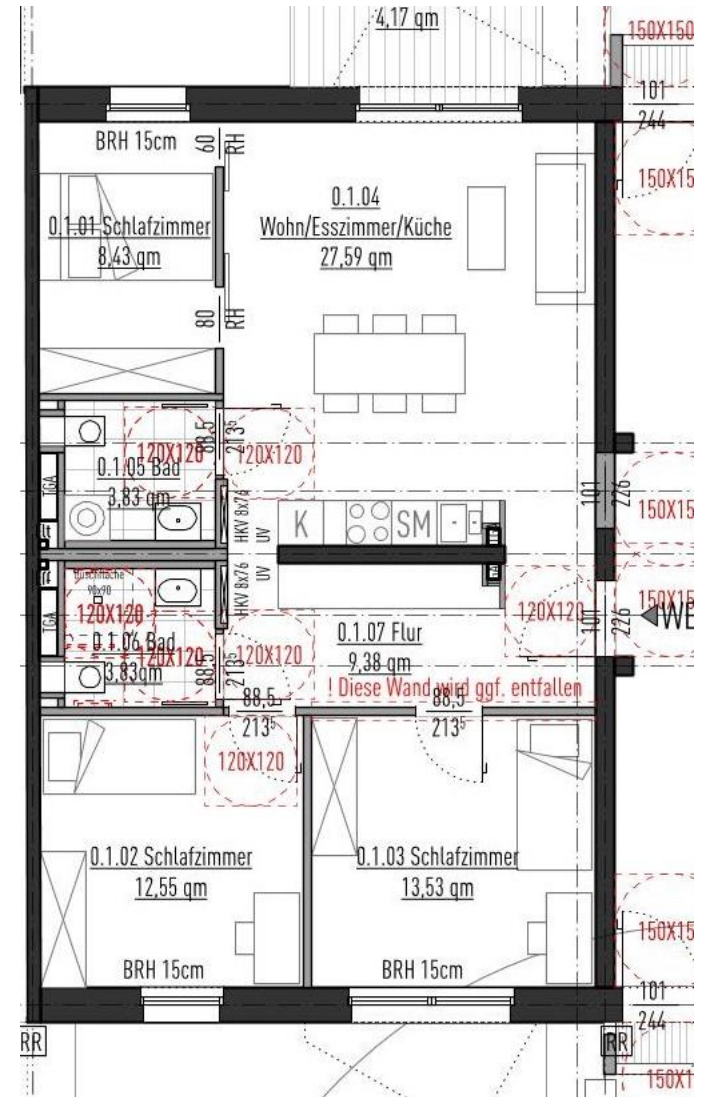 4,17 qm
150X150
101
244
BRH 15cm
60
RH
150X15
0.1.04
Wohn/Esszimmer/Küche
27,59 qm
0.1.01 Schlafzimmer
8,43 qm
80
RH
88,5
213⁵
120X120
120X120
0.1.05 Bad
3,83 qm
TGA
HKV 8x76
UV
K
SM
101
226
150X15
HKV 8x76
UV
Duschfläche
90x90
120X120
TGA
0.1.06 Bad
3,83qm
120X120
88,5
213⁵
120X120
0.1.07 Flur
9,38 qm
120X120
101
226
150X15
WE
! Diese Wand wird ggf. entfallen
88,5
213⁵
88,5
213⁵
120X120
0.1.02 Schlafzimmer
12,55 qm
0.1.03 Schlafzimmer
13,53 qm
150X15
BRH 15cm
BRH 15cm
101
244
RR
RR
150X1